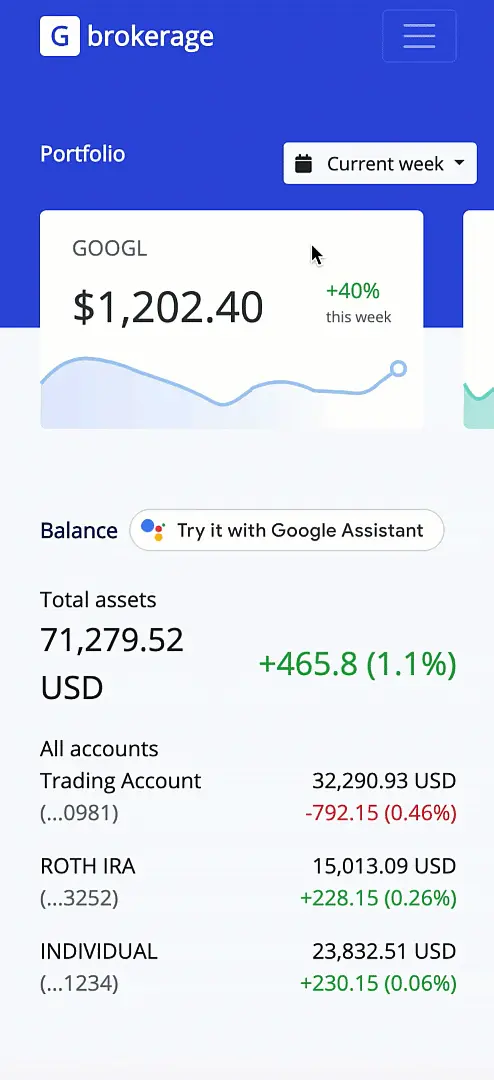 G brokerage
Portfolio
Current week
GOOGL
$1,202.40
+40%
this week
Balance
Try it with Google Assistant
Total assets
71,279.52
USD
+465.8 (1.1%)
All accounts
Trading Account 32,290.93 USD
(...0981) -792.15 (0.46%)
ROTH IRA 15,013.09 USD
(...3252) +228.15 (0.26%)
INDIVIDUAL 23,832.51 USD
(...1234) +230.15 (0.06%)